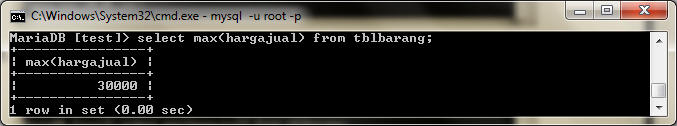 C:\Windows\System32\cmd.exe - mysql  -u root -p
MariaDB [test]> select max(hargajual) from tblbarang;
+----------------+
| max(hargajual) |
+----------------+
|          30000 |
+----------------+
1 row in set (0.00 sec)